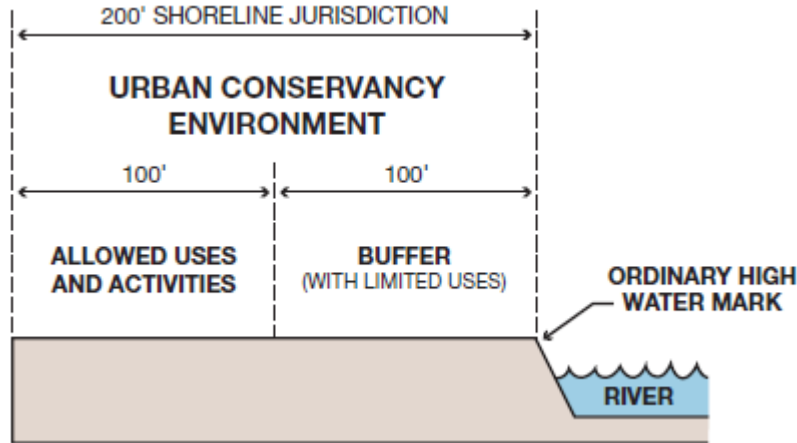 200' SHORELINE JURISDICTION
URBAN CONSERVANCY
ENVIRONMENT
100'
100'
ALLOWED USES
AND ACTIVITIES
BUFFER
(WITH LIMITED USES)
ORDINARY HIGH
WATER MARK
RIVER